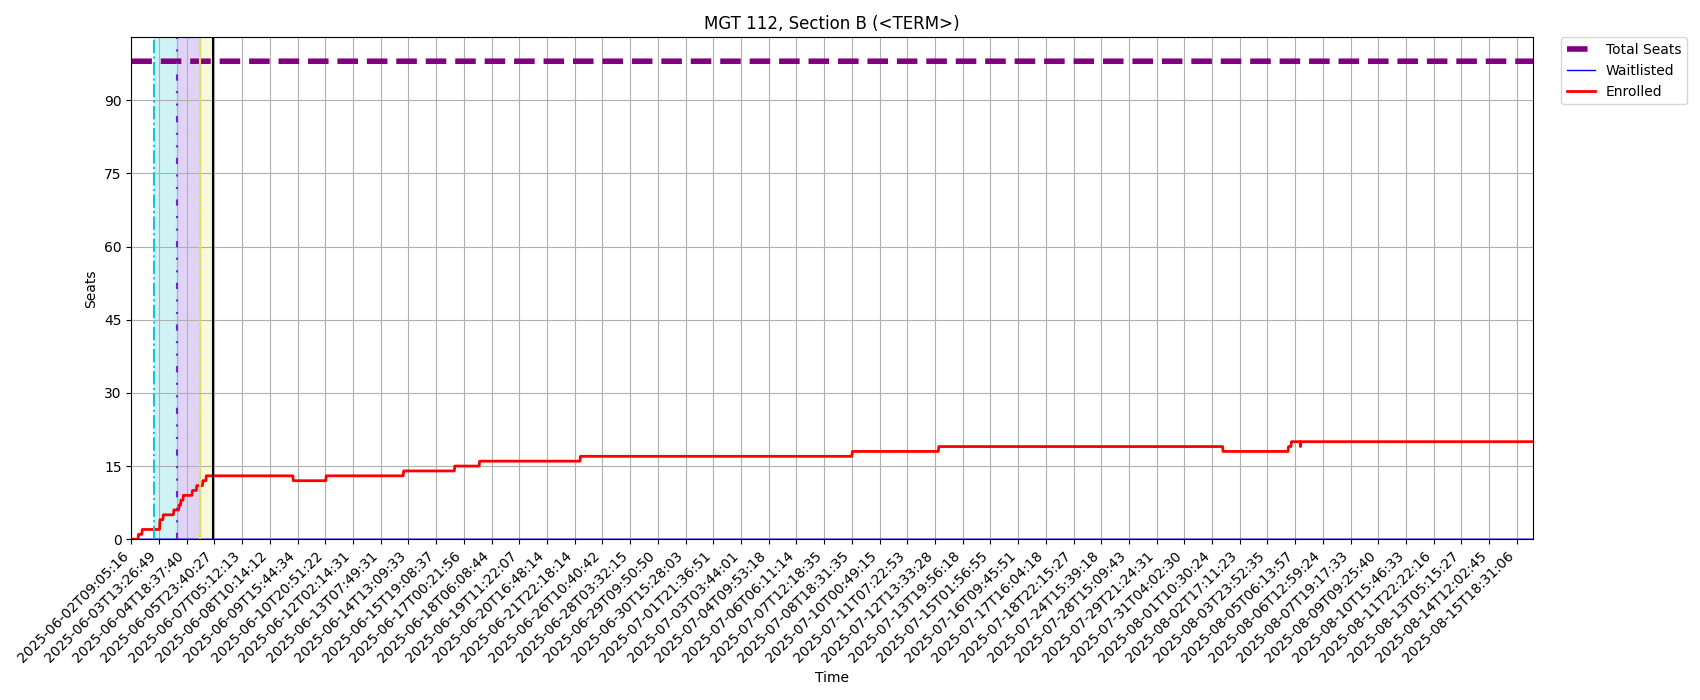 MGT 112, Section B (<TERM>)
Total Seats
Waitlisted
Enrolled
Seats
90
75
60
45
30
15
0
2025-06-02T09:05:16
2025-06-03T13:26:49
2025-06-04T18:37:40
2025-06-05T23:40:27
2025-06-07T05:12:13
2025-06-08T10:14:12
2025-06-09T15:44:34
2025-06-10T20:51:22
2025-06-12T02:14:31
2025-06-13T07:49:31
2025-06-14T13:09:33
2025-06-15T19:08:37
2025-06-17T00:21:56
2025-06-18T06:08:44
2025-06-19T11:22:07
2025-06-20T16:48:14
2025-06-21T22:18:14
2025-06-26T10:40:42
2025-06-28T03:32:15
2025-06-29T09:50:50
2025-06-30T15:28:03
2025-07-01T21:36:51
2025-07-03T03:44:01
2025-07-04T09:53:18
2025-07-06T06:11:14
2025-07-07T12:18:35
2025-07-08T18:31:35
2025-07-10T00:49:15
2025-07-11T07:22:53
2025-07-12T13:33:28
2025-07-13T19:56:18
2025-07-15T01:56:55
2025-07-16T09:45:51
2025-07-17T16:04:18
2025-07-18T22:15:27
2025-07-24T15:39:18
2025-07-28T15:09:43
2025-07-29T21:24:31
2025-07-31T04:02:30
2025-08-01T10:30:24
2025-08-02T17:11:23
2025-08-03T23:52:35
2025-08-05T06:13:57
2025-08-06T12:59:24
2025-08-07T19:17:33
2025-08-09T09:25:40
2025-08-10T15:46:33
2025-08-11T22:22:16
2025-08-13T05:15:27
2025-08-14T12:02:45
2025-08-15T18:31:06
Time